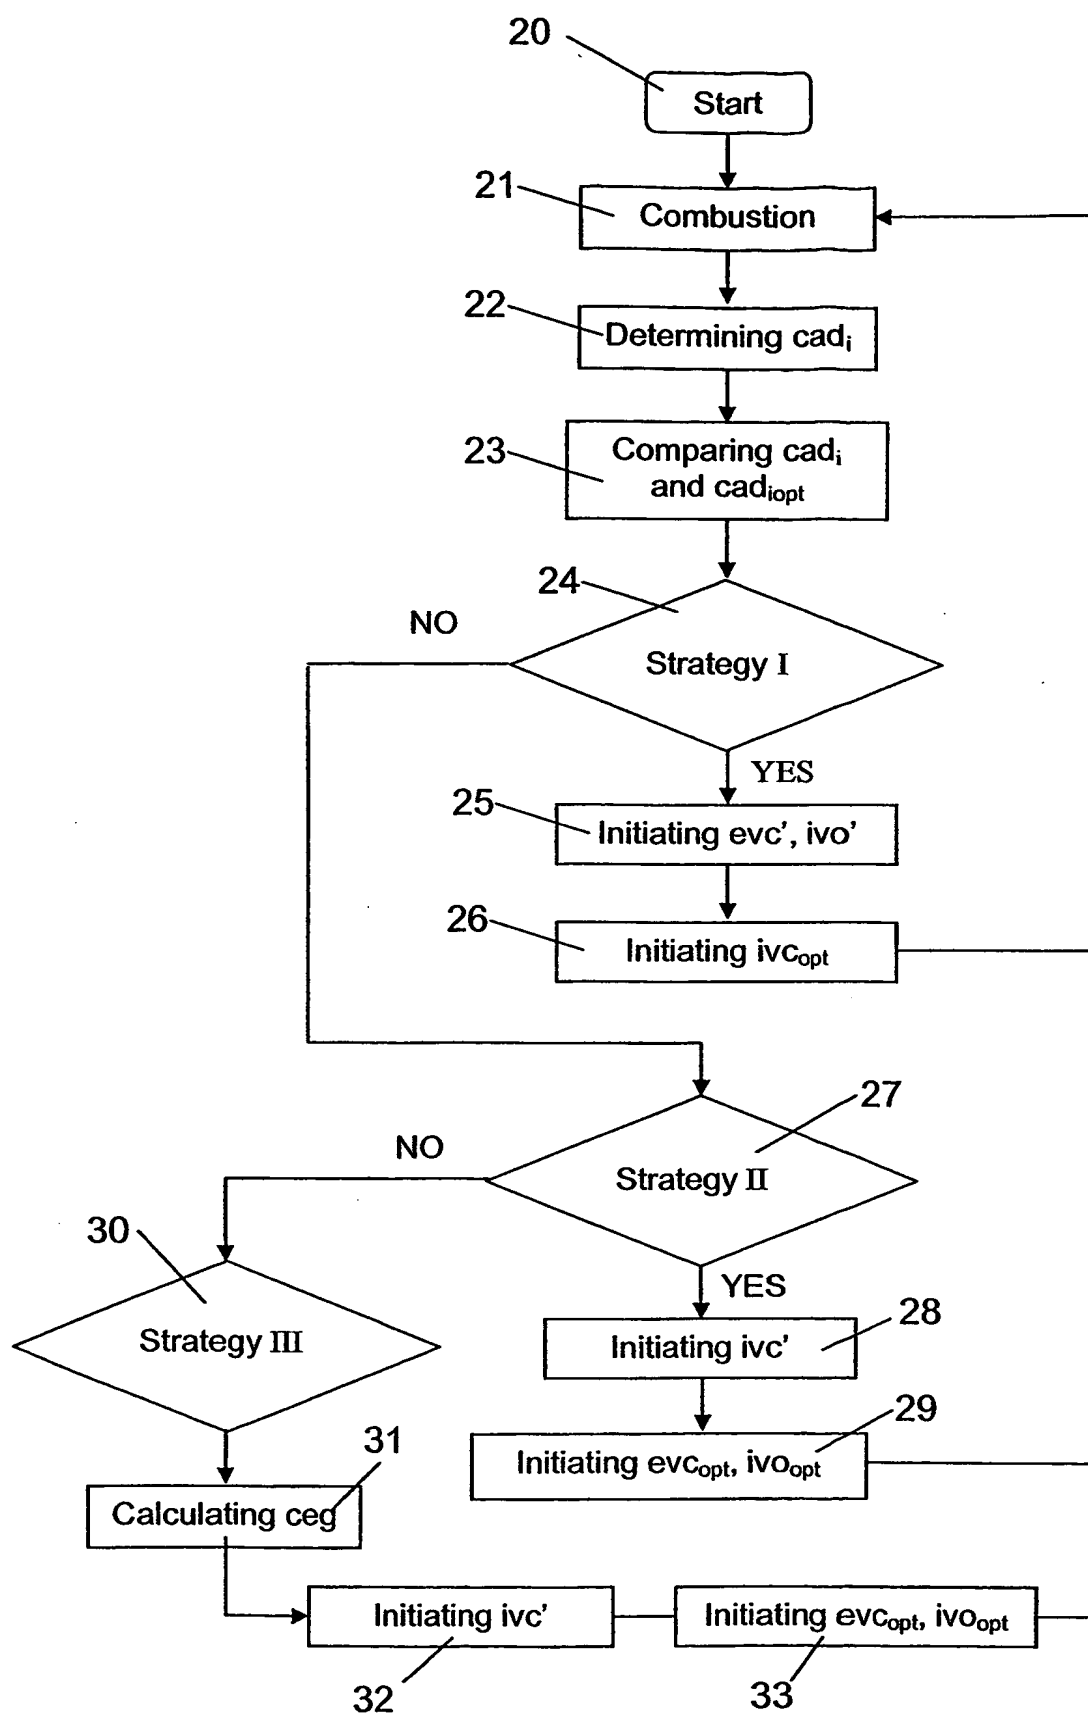 20
Start
21
Combustion
22
Determining cadi
23
Comparing cadi
and cadiopt
24
NO
Strategy I
YES
25
Initiating evc', ivo'
26
Initiating ivcopt
27
NO
Strategy II
30
YES
Strategy III
28
Initiating ivc'
29
31
Initiating evcopt, ivoopt
Calculating ceg
Initiating ivc'
Initiating evcopt, ivoopt
32
33